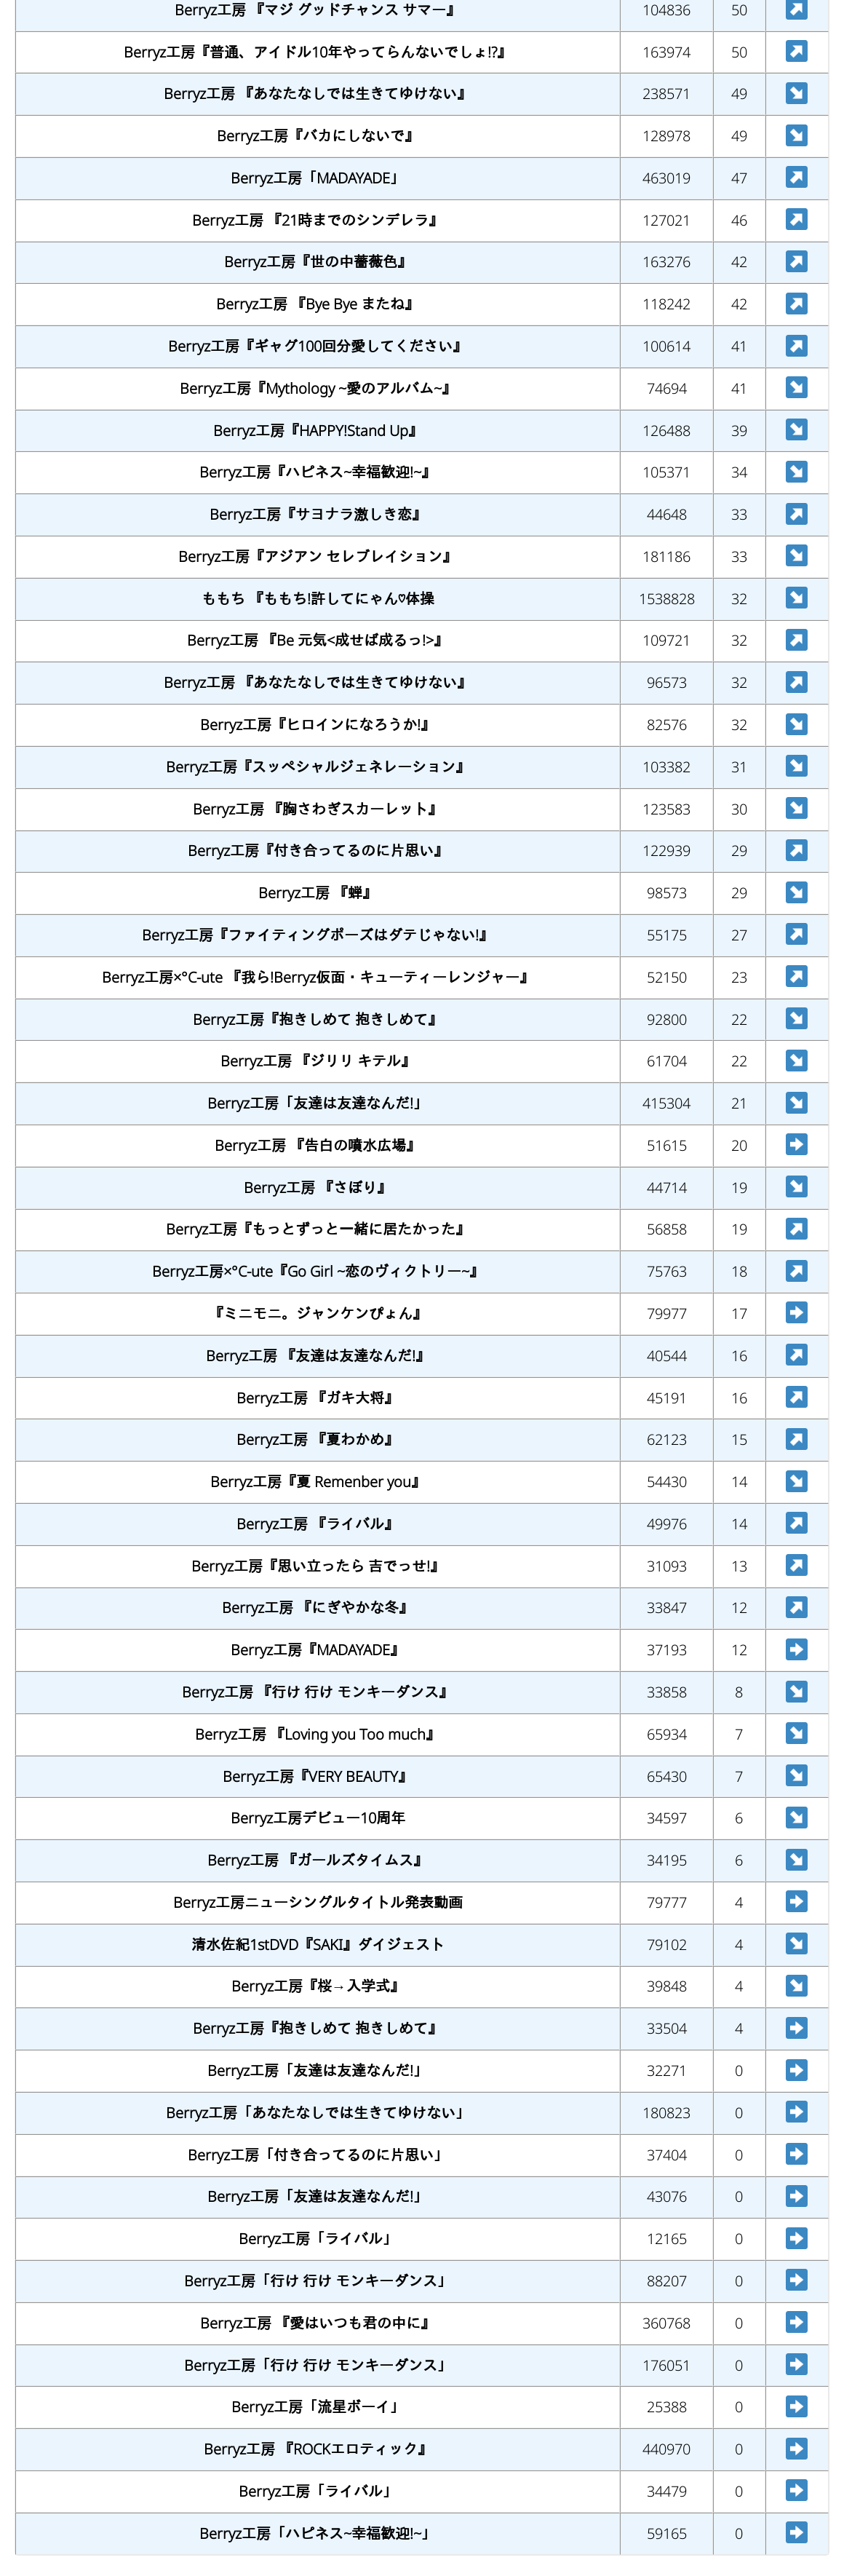 Berryz工房 『マジ グッドチャンス サマー』 104836 50
Berryz工房『普通、アイドル10年やってらんないでしょ!?』 163974 50
Berryz工房 『あなたなしでは生きてゆけない』 238571 49
Berryz工房『バカにしないで』 128978 49
Berryz工房「MADAYADE」 463019 47
Berryz工房 『21時までのシンデレラ』 127021 46
Berryz工房『世の中薔薇色』 163276 42
Berryz工房 『Bye Bye またね』 118242 42
Berryz工房『ギャグ100回分愛してください』 100614 41
Berryz工房『Mythology ~愛のアルバム~』 74694 41
Berryz工房『HAPPY!Stand Up』 126488 39
Berryz工房『ハピネス~幸福歓迎!~』 105371 34
Berryz工房『サヨナラ激しき恋』 44648 33
Berryz工房『アジアン セレブレイション』 181186 33
ももち 『ももち!許してにゃん♡体操 1538828 32
Berryz工房 『Be 元気<成せば成るっ!>』 109721 32
Berryz工房 『あなたなしでは生きてゆけない』 96573 32
Berryz工房『ヒロインになろうか!』 82576 32
Berryz工房『スッペシャルジェネレーション』 103382 31
Berryz工房 『胸さわぎスカーレット』 123583 30
Berryz工房『付き合ってるのに片思い』 122939 29
Berryz工房 『蝉』 98573 29
Berryz工房『ファイティングポーズはダテじゃない!』 55175 27
Berryz工房×°C-ute 『我ら!Berryz仮面・キューティーレンジャー』 52150 23
Berryz工房『抱きしめて 抱きしめて』 92800 22
Berryz工房 『ジリリ キテル』 61704 22
Berryz工房「友達は友達なんだ!」 415304 21
Berryz工房 『告白の噴水広場』 51615 20
Berryz工房 『さぼり』 44714 19
Berryz工房『もっとずっと一緒に居たかった』 56858 19
Berryz工房×°C-ute『Go Girl ~恋のヴィクトリー~』 75763 18
『ミニモニ。ジャンケンぴょん』 79977 17
Berryz工房 『友達は友達なんだ!』 40544 16
Berryz工房 『ガキ大将』 45191 16
Berryz工房 『夏わかめ』 62123 15
Berryz工房『夏 Remenber you』 54430 14
Berryz工房 『ライバル』 49976 14
Berryz工房『思い立ったら 吉でっせ!』 31093 13
Berryz工房 『にぎやかな冬』 33847 12
Berryz工房『MADAYADE』 37193 12
Berryz工房 『行け 行け モンキーダンス』 33858 8
Berryz工房 『Loving you Too much』 65934 7
Berryz工房『VERY BEAUTY』 65430 7
Berryz工房デビュー10周年 34597 6
Berryz工房 『ガールズタイムス』 34195 6
Berryz工房ニューシングルタイトル発表動画 79777 4
清水佐紀1stDVD『SAKI』ダイジェスト 79102 4
Berryz工房『桜→入学式』 39848 4
Berryz工房『抱きしめて 抱きしめて』 33504 4
Berryz工房「友達は友達なんだ!」 32271 0
Berryz工房「あなたなしでは生きてゆけない」 180823 0
Berryz工房「付き合ってるのに片思い」 37404 0
Berryz工房「友達は友達なんだ!」 43076 0
Berryz工房「ライバル」 12165 0
Berryz工房「行け 行け モンキーダンス」 88207 0
Berryz工房 『愛はいつも君の中に』 360768 0
Berryz工房「行け 行け モンキーダンス」 176051 0
Berryz工房「流星ボーイ」 25388 0
Berryz工房 『ROCKエロティック』 440970 0
Berryz工房「ライバル」 34479 0
Berryz工房「ハピネス~幸福歓迎!~」 59165 0